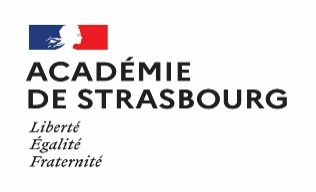 ACADÉMIE
DE STRASBOURG
Liberté
Égalité
Fraternité